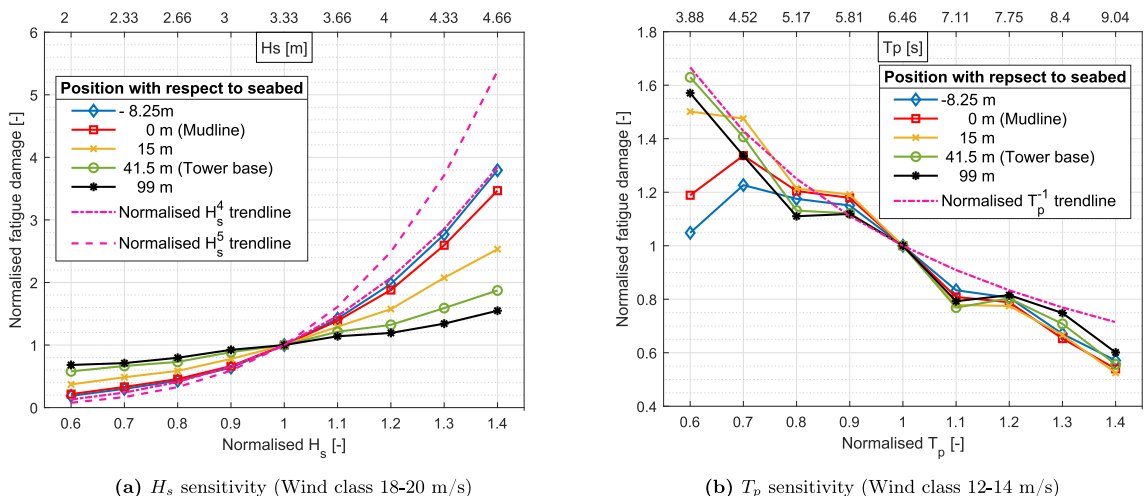 2 2.33 2.66 3 3.33 3.66 4 4.33 4.66
Hs [m]
Position with respect to seabed
- 8.25m
0 m (Mudline)
15 m
41.5 m (Tower base)
99 m
Normalised H_s^4 trendline
Normalised H_s^5 trendline
Normalised fatigue damage [-]
6
5
4
3
2
1
0
0.6 0.7 0.8 0.9 1 1.1 1.2 1.3 1.4
Normalised H_s [-]
(a) H_s sensitivity (Wind class 18-20 m/s)
3.88 4.52 5.17 5.81 6.46 7.11 7.75 8.4 9.04
Tp [s]
Position with repsect to seabed
-8.25 m
0 m (Mudline)
15 m
41.5 m (Tower base)
99 m
Normalised T_p^-1 trendline
Normalised fatigue damage [-]
1.8
1.6
1.4
1.2
1
0.8
0.6
0.4
0.6 0.7 0.8 0.9 1 1.1 1.2 1.3 1.4
Normalised T_p [-]
(b) T_p sensitivity (Wind class 12-14 m/s)